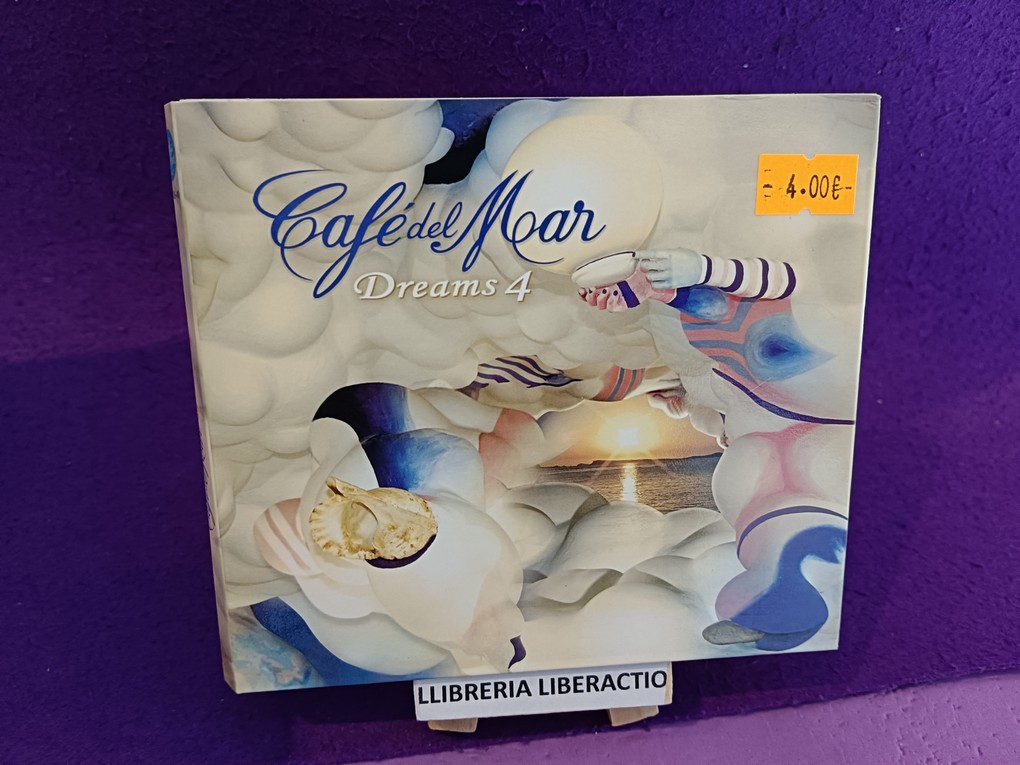 Café del Mar
Dreams 4
4.00€
LLIBRERIA LIBERACTIO